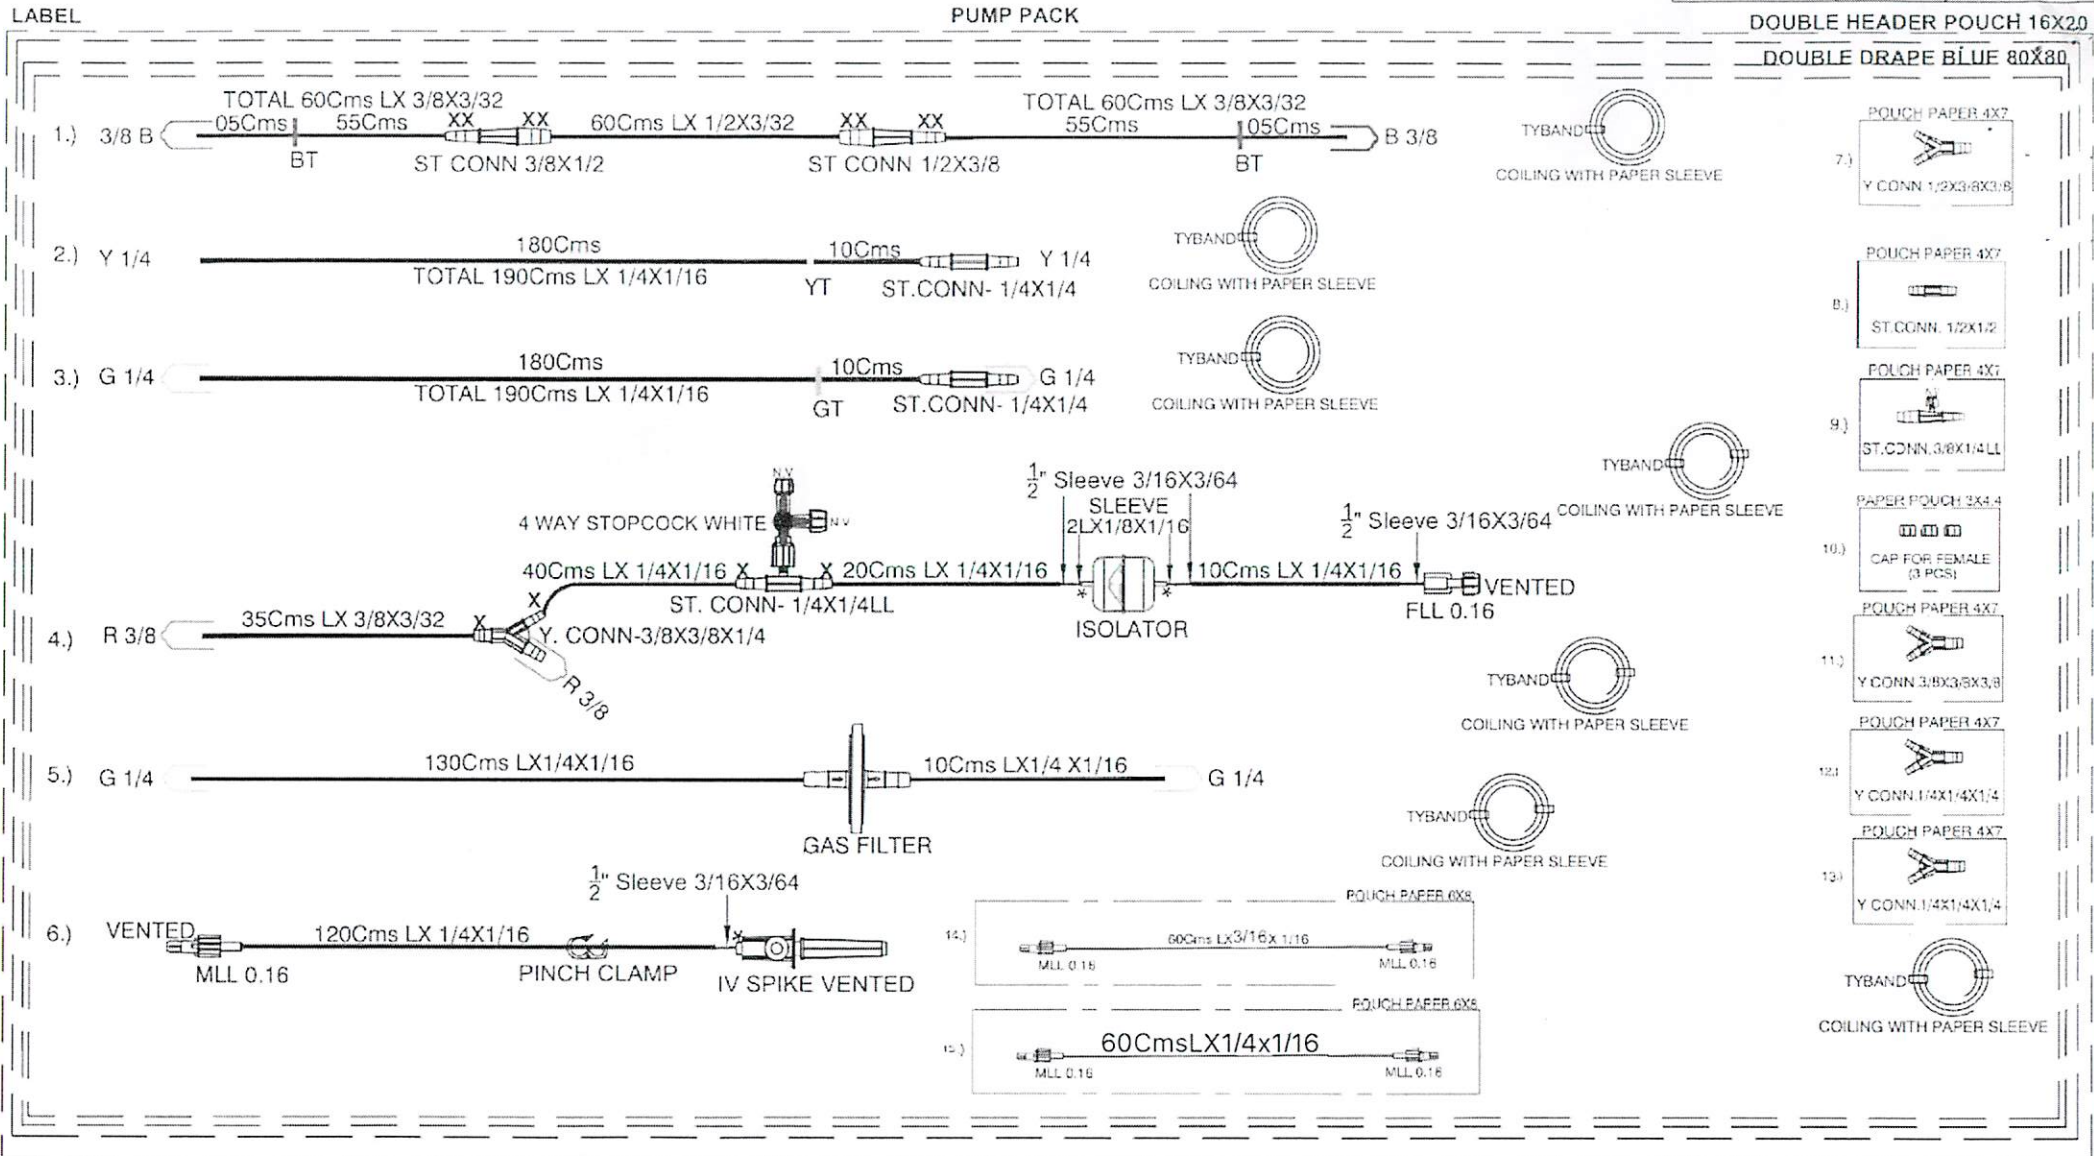 LABEL
PUMP PACK
DOUBLE HEADER POUCH 16X20
DOUBLE DRAPE BLUE 80X80
1.) 3/8 B
TOTAL 60Cms LX 3/8X3/32
05Cms 55Cms XX XX 60Cms LX 1/2X3/32 XX XX
TOTAL 60Cms LX 3/8X3/32
55Cms 05Cms B 3/8
BT ST CONN 3/8X1/2 ST CONN 1/2X3/8 BT
TYBAND
COILING WITH PAPER SLEEVE
2.) Y 1/4
180Cms 10Cms Y 1/4
TOTAL 190Cms LX 1/4X1/16 YT ST.CONN- 1/4X1/4
TYBAND
COILING WITH PAPER SLEEVE
3.) G 1/4
180Cms 10Cms G 1/4
TOTAL 190Cms LX 1/4X1/16 GT ST.CONN- 1/4X1/4
TYBAND
COILING WITH PAPER SLEEVE
4.) R 3/8
35Cms LX 3/8X3/32 X
Y. CONN-3/8X3/8X1/4
R 3/8
X
40Cms LX 1/4X1/16 X X 20Cms LX 1/4X1/16
N.V
4 WAY STOPCOCK WHITE N.V
ST. CONN- 1/4X1/4LL
1/2" Sleeve 3/16X3/64
SLEEVE
2LX1/8X1/16
* *
ISOLATOR
10Cms LX 1/4X1/16
1/2" Sleeve 3/16X3/64
VENTED
FLL 0.16
TYBAND
COILING WITH PAPER SLEEVE
5.) G 1/4
130Cms LX1/4X1/16 10Cms LX1/4 X1/16 G 1/4
GAS FILTER
TYBAND
COILING WITH PAPER SLEEVE
6.) VENTED
MLL 0.16
120Cms LX 1/4X1/16
PINCH CLAMP
1/2" Sleeve 3/16X3/64
*
IV SPIKE VENTED
TYBAND
COILING WITH PAPER SLEEVE
POUCH PAPER 4X7
7.)
Y CONN 1/2X3/8X3/8
POUCH PAPER 4X7
8.)
ST.CONN. 1/2X1/2
POUCH PAPER 4X7
9.)
ST.CONN.3/8X1/4LL
PAPER POUCH 3X4.4
10.)
CAP FOR FEMALE
(3 PCS)
POUCH PAPER 4X7
11.)
Y CONN.3/8X3/8X3/8
POUCH PAPER 4X7
12.)
Y CONN.1/4X1/4X1/4
POUCH PAPER 4X7
13.)
Y CONN.1/4X1/4X1/4
TYBAND
COILING WITH PAPER SLEEVE
POUCH PAPER 6X8
14.)
60Cms LX3/16x 1/16
MLL 0.16 MLL 0.16
POUCH PAPER 6X8
15.)
60CmsLX1/4x1/16
MLL 0.16 MLL 0.16